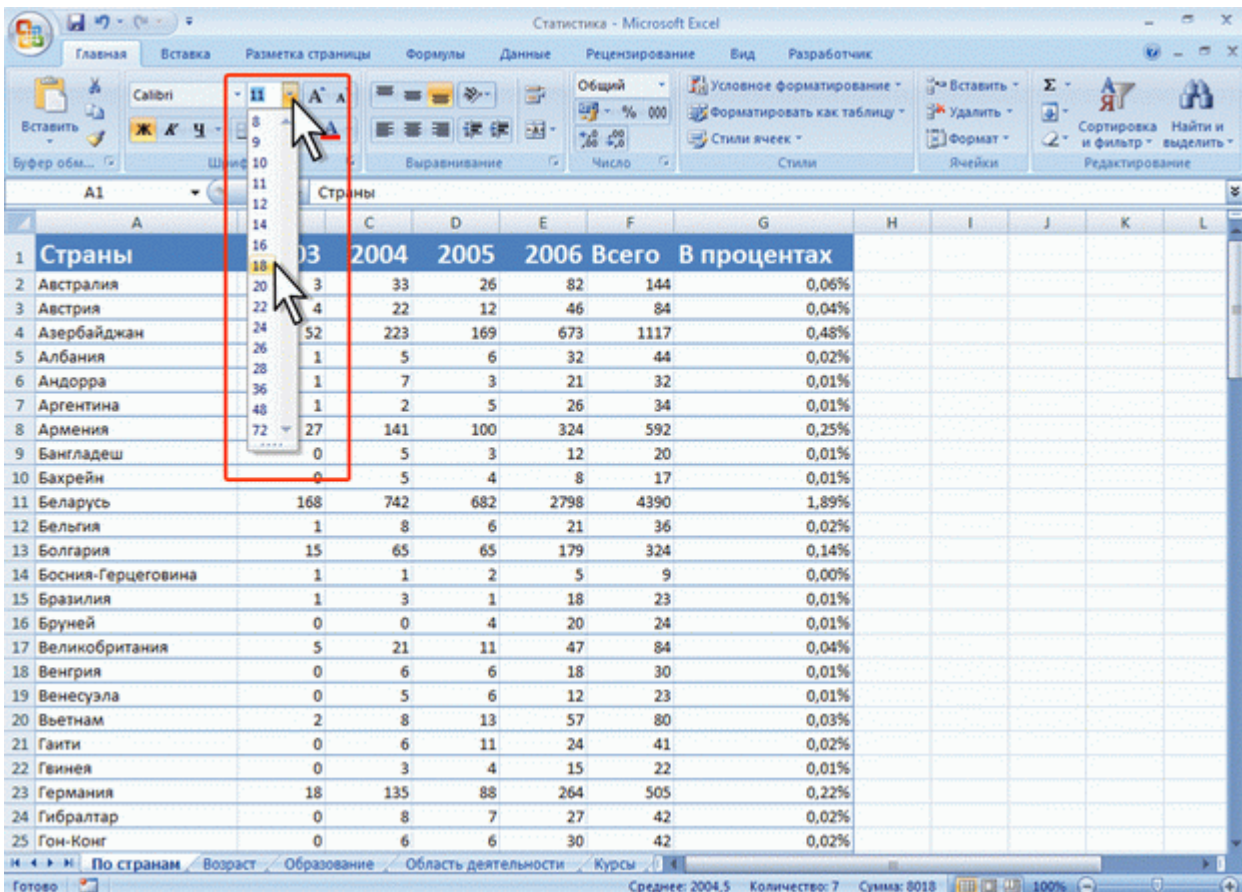 Статистика - Microsoft Excel
Главная Вставка Разметка страницы Формулы Данные Рецензирование Вид Разработчик
Calibri 11 Общий Условное форматирование Вставить Σ
Вставить Ж К Ч % 000 Форматировать как таблицу Удалить Сортировка и фильтр Найти и выделить
Стили ячеек Формат
Буфер обм... Выравнивание Число Стили Ячейки Редактирование
8
9
10
11
12
14
16
18
20
22
24
26
28
36
48
72
A1 Страны
A C D E F G H I J K L
1 Страны 03 2004 2005 2006 Всего В процентах
2 Австралия 3 33 26 82 144 0,06%
3 Австрия 4 22 12 46 84 0,04%
4 Азербайджан 52 223 169 673 1117 0,48%
5 Албания 1 5 6 32 44 0,02%
6 Андорра 1 7 3 21 32 0,01%
7 Аргентина 1 2 5 26 34 0,01%
8 Армения 27 141 100 324 592 0,25%
9 Бангладеш 0 5 3 12 20 0,01%
10 Бахрейн 0 5 4 8 17 0,01%
11 Беларусь 168 742 682 2798 4390 1,89%
12 Бельгия 1 8 6 21 36 0,02%
13 Болгария 15 65 65 179 324 0,14%
14 Босния-Герцеговина 1 1 2 5 9 0,00%
15 Бразилия 1 3 1 18 23 0,01%
16 Бруней 0 0 4 20 24 0,01%
17 Великобритания 5 21 11 47 84 0,04%
18 Венгрия 0 6 6 18 30 0,01%
19 Венесуэла 0 5 6 12 23 0,01%
20 Вьетнам 2 8 13 57 80 0,03%
21 Гаити 0 6 11 24 41 0,02%
22 Гвинея 0 3 4 15 22 0,01%
23 Германия 18 135 88 264 505 0,22%
24 Гибралтар 0 8 7 27 42 0,02%
25 Гон-Конг 0 6 6 30 42 0,02%
По странам Возраст Образование Область деятельности Курсы
Готово Среднее: 2004,5 Количество: 7 Сумма: 8018 100%